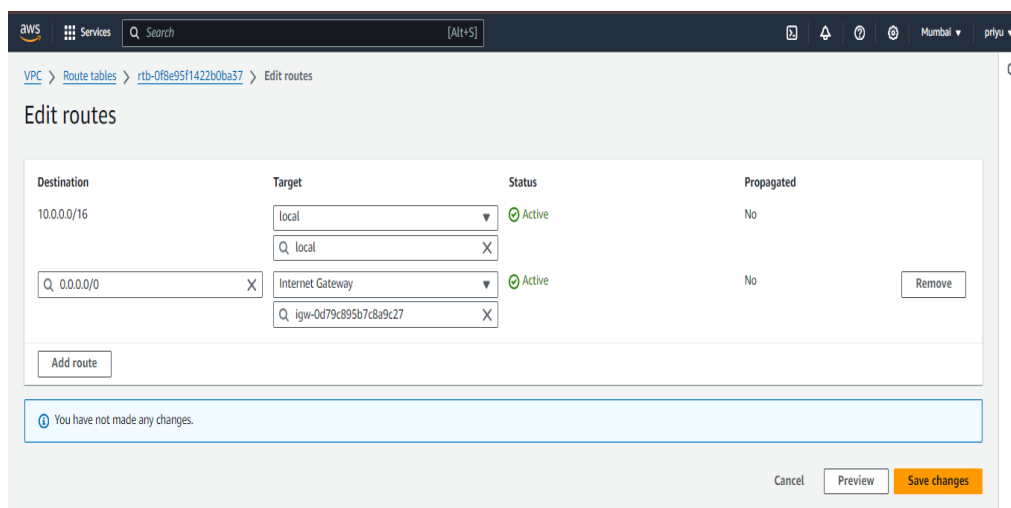 aws Services Search [Alt+S] Mumbai priyu
VPC > Route tables > rtb-0f8e95f1422b0ba37 > Edit routes
Edit routes
Destination Target Status Propagated
10.0.0.0/16 local Active No
local
0.0.0.0/0 Internet Gateway Active No Remove
igw-0d79c895b7c8a9c27
Add route
You have not made any changes.
Cancel Preview Save changes